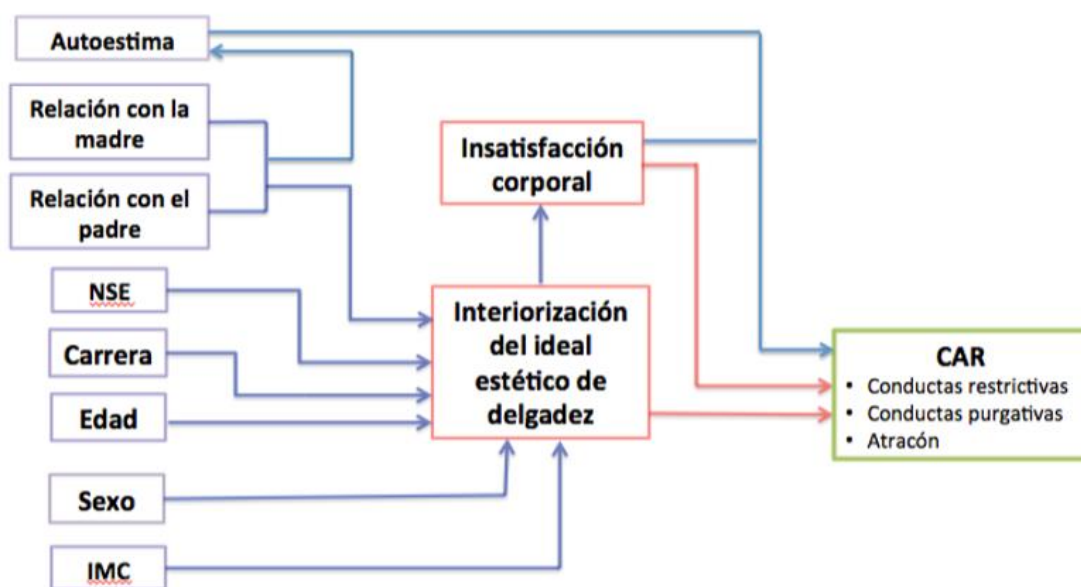 Autoestima
Relación con la
madre
Relación con el
padre
NSE
Carrera
Edad
Sexo
IMC
Insatisfacción
corporal
Interiorización
del ideal
estético de
delgadez
CAR
• Conductas restrictivas
• Conductas purgativas
• Atracón